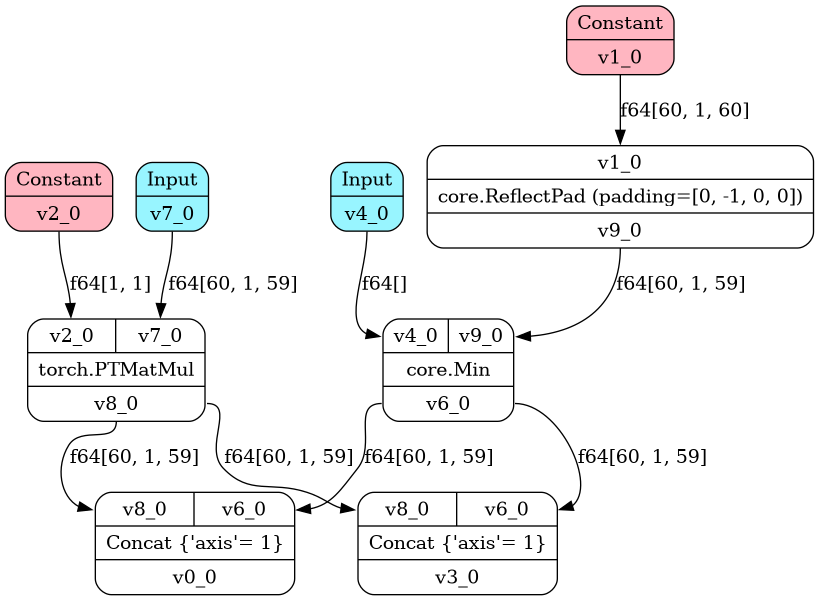 Constant
v1_0
f64[60, 1, 60]
v1_0
core.ReflectPad (padding=[0, -1, 0, 0])
v9_0
Constant
v2_0
Input
v7_0
Input
v4_0
f64[1, 1]
f64[60, 1, 59]
f64[]
f64[60, 1, 59]
v2_0 v7_0
torch.PTMatMul
v8_0
v4_0 v9_0
core.Min
v6_0
f64[60, 1, 59]
f64[60, 1, 59]
f64[60, 1, 59]
f64[60, 1, 59]
v8_0 v6_0
Concat {'axis'= 1}
v0_0
v8_0 v6_0
Concat {'axis'= 1}
v3_0